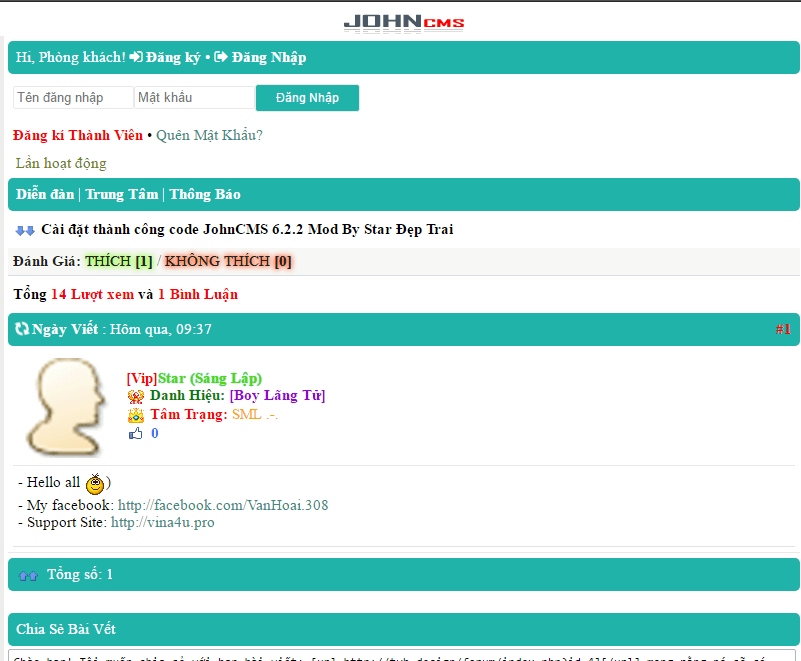 JOHNCMS
Hi, Phòng khách! Đăng ký • Đăng Nhập
Tên đăng nhập Mật khẩu Đăng Nhập
Đăng kí Thành Viên • Quên Mật Khẩu?
Lần hoạt động
Diễn đàn | Trung Tâm | Thông Báo
Cài đặt thành công code JohnCMS 6.2.2 Mod By Star Đẹp Trai
Đánh Giá: THÍCH [1] / KHÔNG THÍCH [0]
Tổng 14 Lượt xem và 1 Bình Luận
Ngày Viết : Hôm qua, 09:37 #1
[Vip]Star (Sáng Lập)
Danh Hiệu: [Boy Lãng Tử]
Tâm Trạng: SML .-.
0
- Hello all )
- My facebook: http://facebook.com/VanHoai.308
- Support Site: http://vina4u.pro
Tổng số: 1
Chia Sẻ Bài Vết